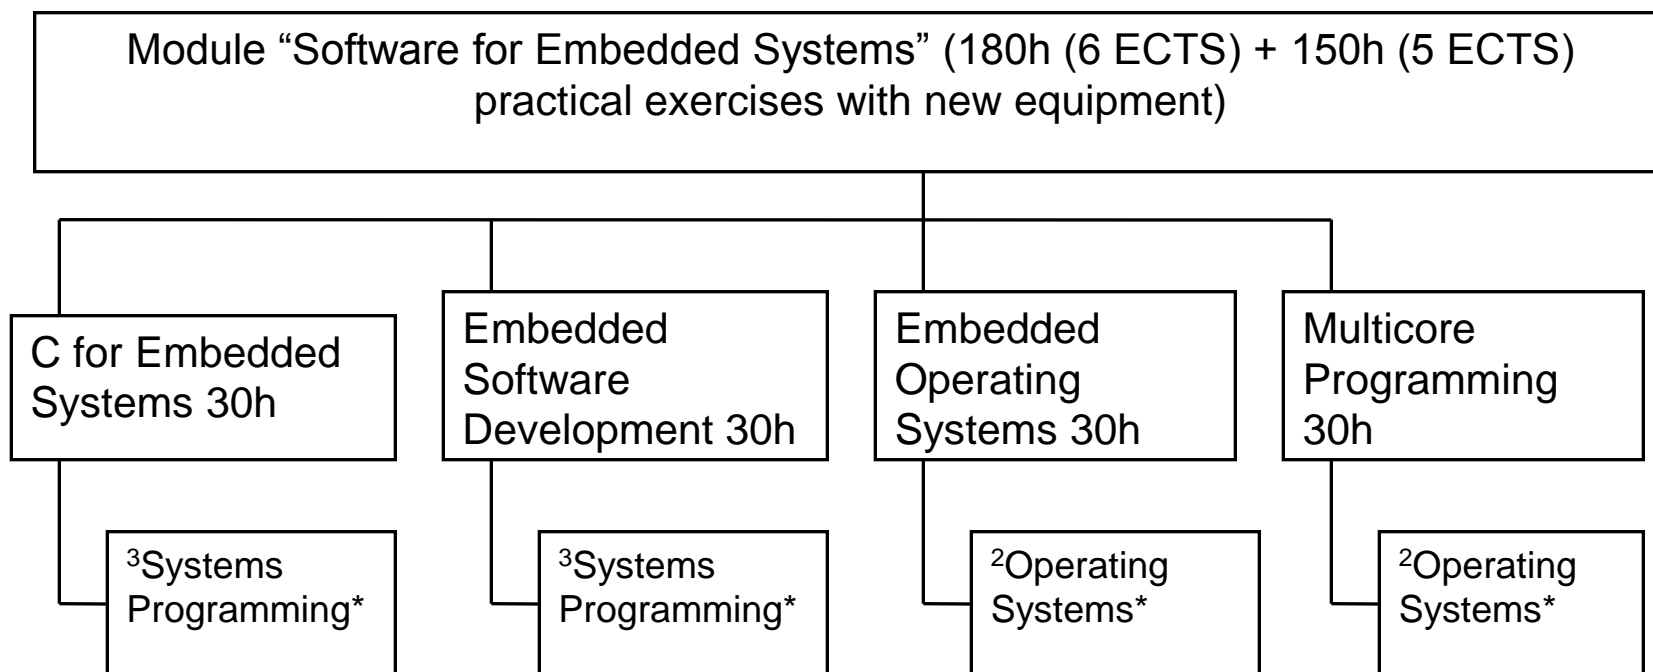 Module “Software for Embedded Systems” (180h (6 ECTS) + 150h (5 ECTS)
practical exercises with new equipment)
C for Embedded
Systems 30h
Embedded
Software
Development 30h
Embedded
Operating
Systems 30h
Multicore
Programming
30h
³Systems
Programming*
³Systems
Programming*
²Operating
Systems*
²Operating
Systems*